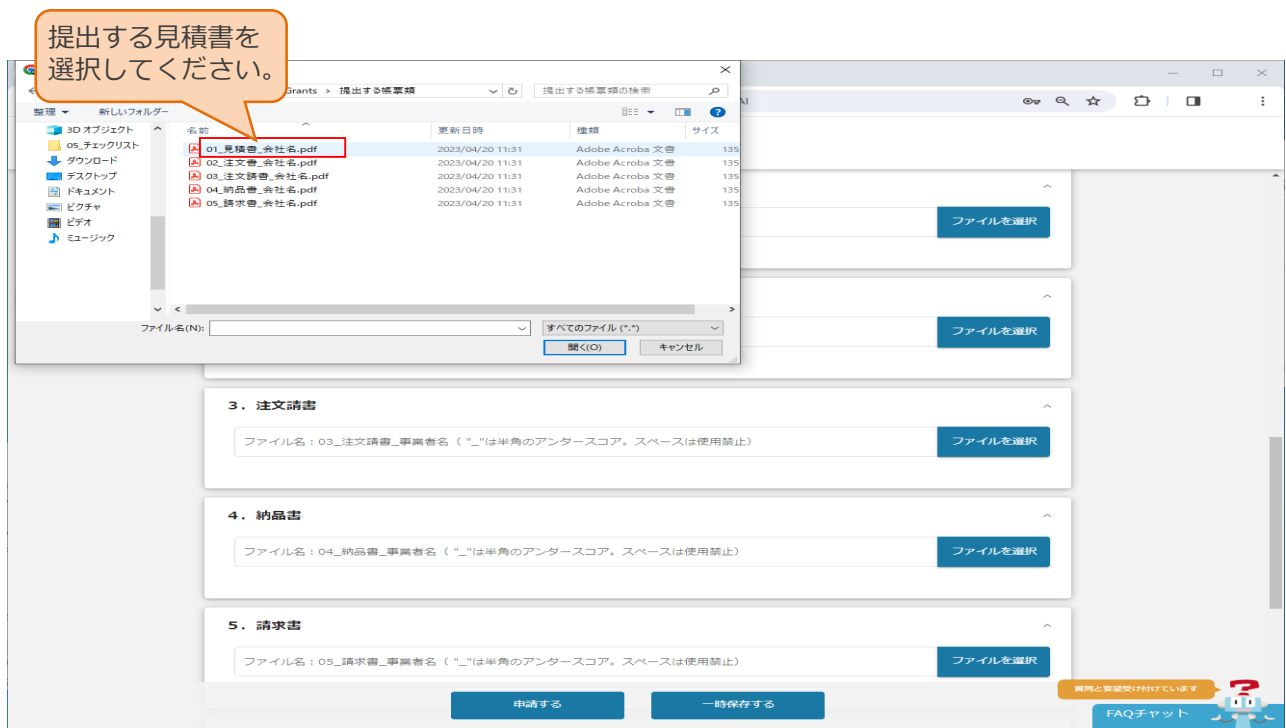 提出する見積書を
選択してください。
Grants › 提出する帳票類
提出する帳票類の検索
AI
整理
新しいフォルダー
3D オブジェクト
05_チェックリスト
ダウンロード
デスクトップ
ドキュメント
ピクチャ
ビデオ
ミュージック
名前 更新日時 種類 サイズ
01_見積書_会社名.pdf 2023/04/20 11:31 Adobe Acroba 文書 135
02_注文書_会社名.pdf 2023/04/20 11:31 Adobe Acroba 文書 135
03_注文請書_会社名.pdf 2023/04/20 11:31 Adobe Acroba 文書 135
04_納品書_会社名.pdf 2023/04/20 11:31 Adobe Acroba 文書 135
05_請求書_会社名.pdf 2023/04/20 11:31 Adobe Acroba 文書 135
ファイル名(N):
すべてのファイル (*.*)
開く(O)
キャンセル
ファイルを選択
ファイルを選択
3. 注文請書
ファイル名：03_注文請書_事業者名（ "_"は半角のアンダースコア。スペースは使用禁止）
ファイルを選択
4. 納品書
ファイル名：04_納品書_事業者名（ "_"は半角のアンダースコア。スペースは使用禁止）
ファイルを選択
5. 請求書
ファイル名：05_請求書_事業者名（ "_"は半角のアンダースコア。スペースは使用禁止）
ファイルを選択
申請する
一時保存する
質問と要望受け付けています
FAQチャット